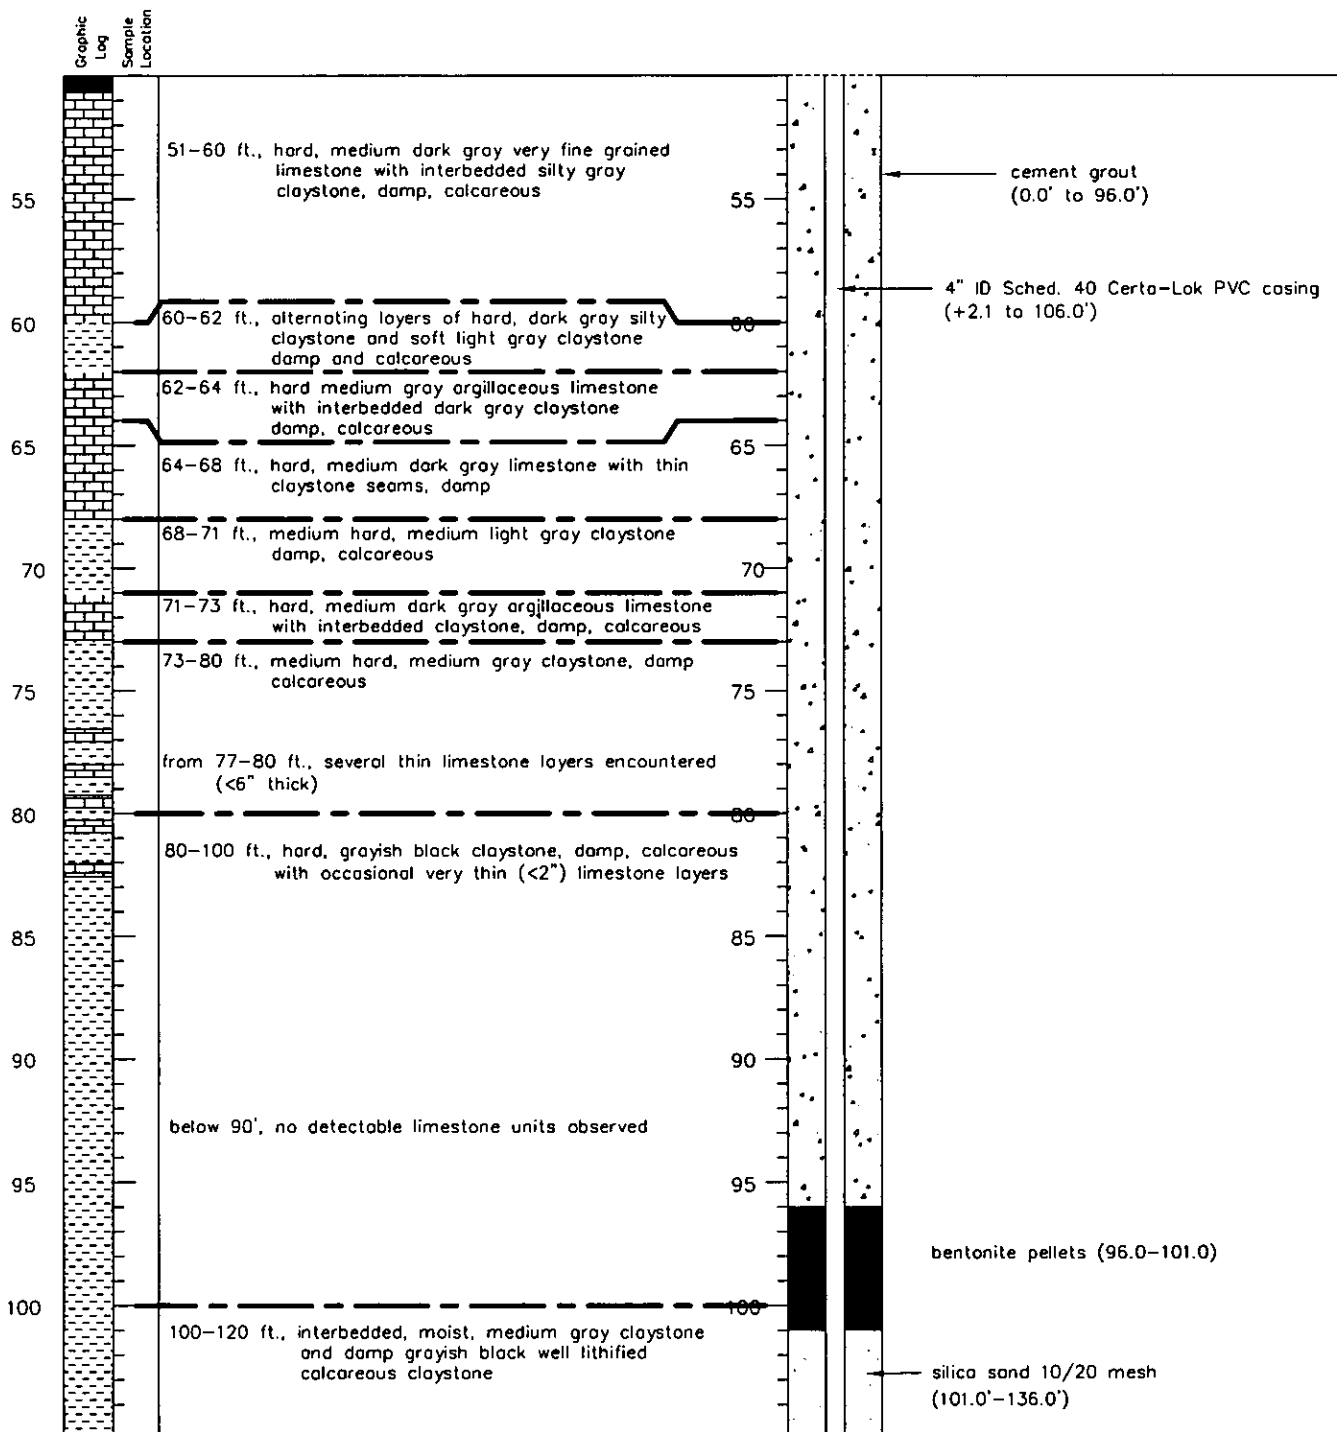 Graphic
Log
Sample
Location
51-60 ft., hard, medium dark gray very fine grained
limestone with interbedded silty gray
claystone, damp, calcareous
55
55
cement grout
(0.0' to 96.0')
4" ID Sched. 40 Certa-Lok PVC casing
(+2.1 to 106.0')
60
60
60-62 ft., alternating layers of hard, dark gray silty
claystone and soft light gray claystone
damp and calcareous
62-64 ft., hard medium gray argillaceous limestone
with interbedded dark gray claystone
damp, calcareous
65
65
64-68 ft., hard, medium dark gray limestone with thin
claystone seams, damp
68-71 ft., medium hard, medium light gray claystone
damp, calcareous
70
70
71-73 ft., hard, medium dark gray argillaceous limestone
with interbedded claystone, damp, calcareous
73-80 ft., medium hard, medium gray claystone, damp
calcareous
75
75
from 77-80 ft., several thin limestone layers encountered
(<6" thick)
80
80
80-100 ft., hard, grayish black claystone, damp, calcareous
with occasional very thin (<2") limestone layers
85
85
90
90
below 90', no detectable limestone units observed
95
95
bentonite pellets (96.0-101.0)
100
100
100-120 ft., interbedded, moist, medium gray claystone
and damp grayish black well lithified
calcareous claystone
silica sand 10/20 mesh
(101.0'-136.0')